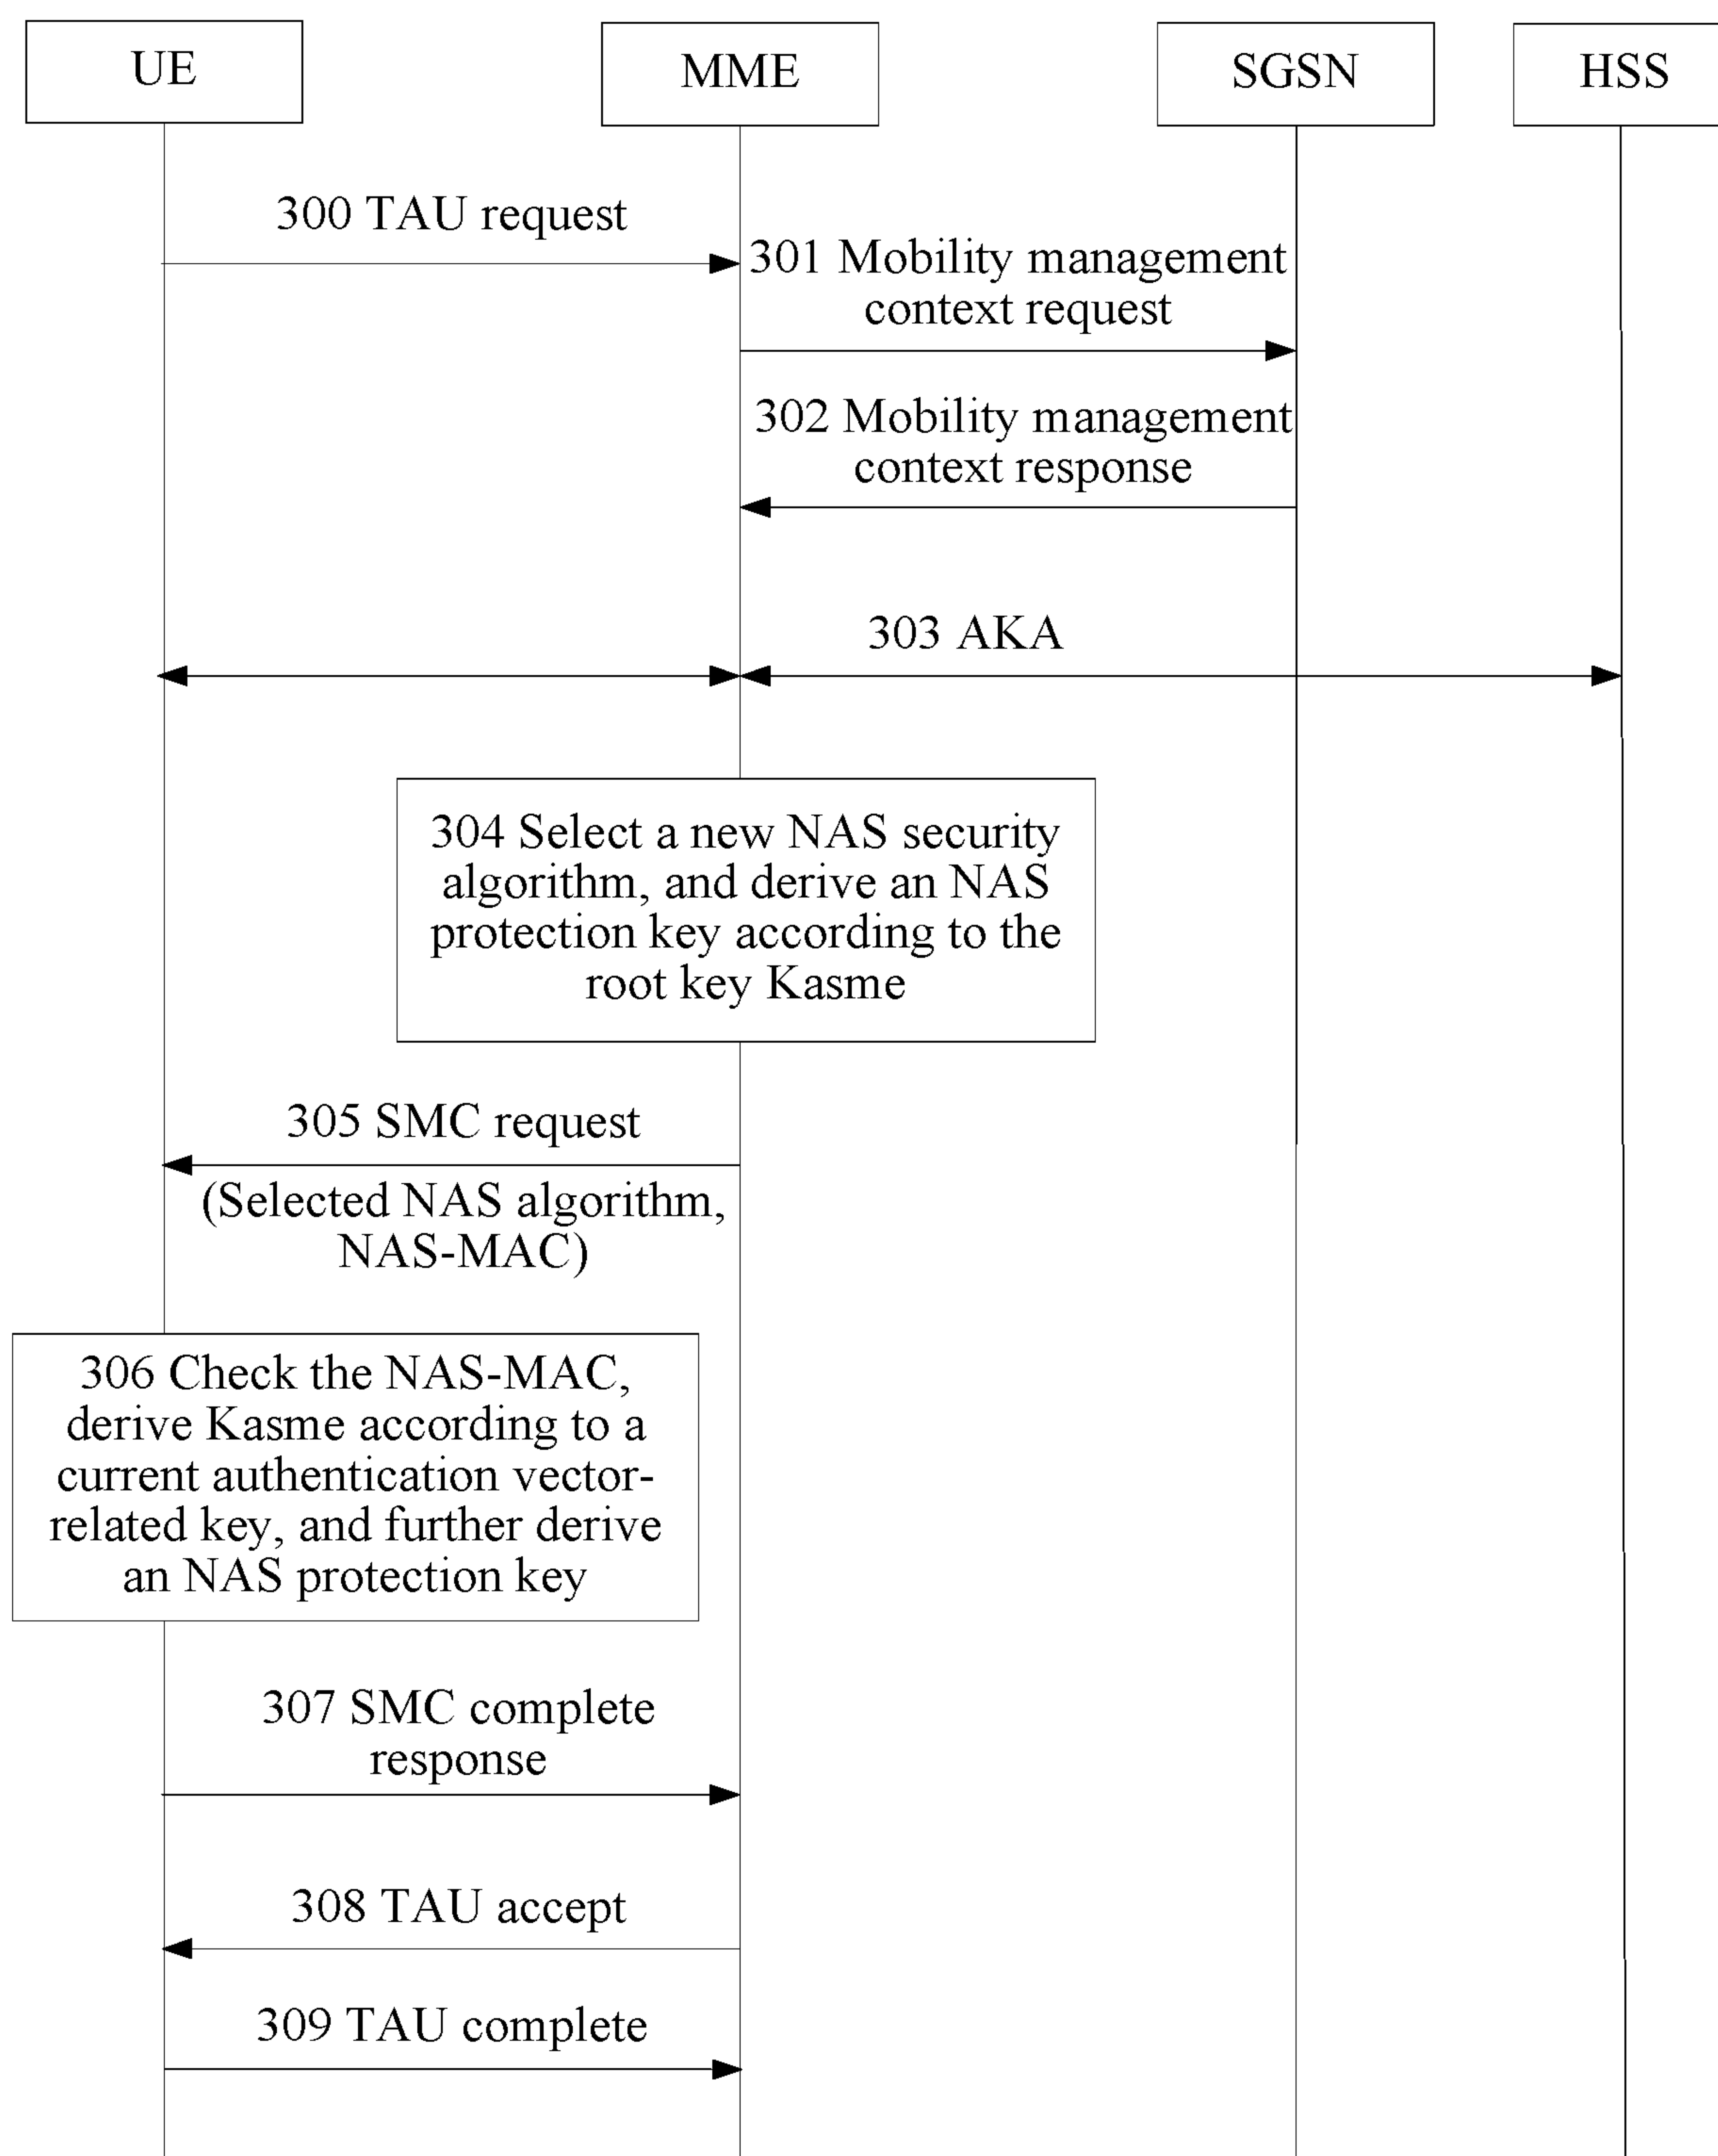 UE
MME
SGSN
HSS
300 TAU request
301 Mobility management
context request
302 Mobility management
context response
303 AKA
304 Select a new NAS security
algorithm, and derive an NAS
protection key according to the
root key Kasme
305 SMC request
(Selected NAS algorithm,
NAS-MAC)
306 Check the NAS-MAC,
derive Kasme according to a
current authentication vector-
related key, and further derive
an NAS protection key
307 SMC complete
response
308 TAU accept
309 TAU complete